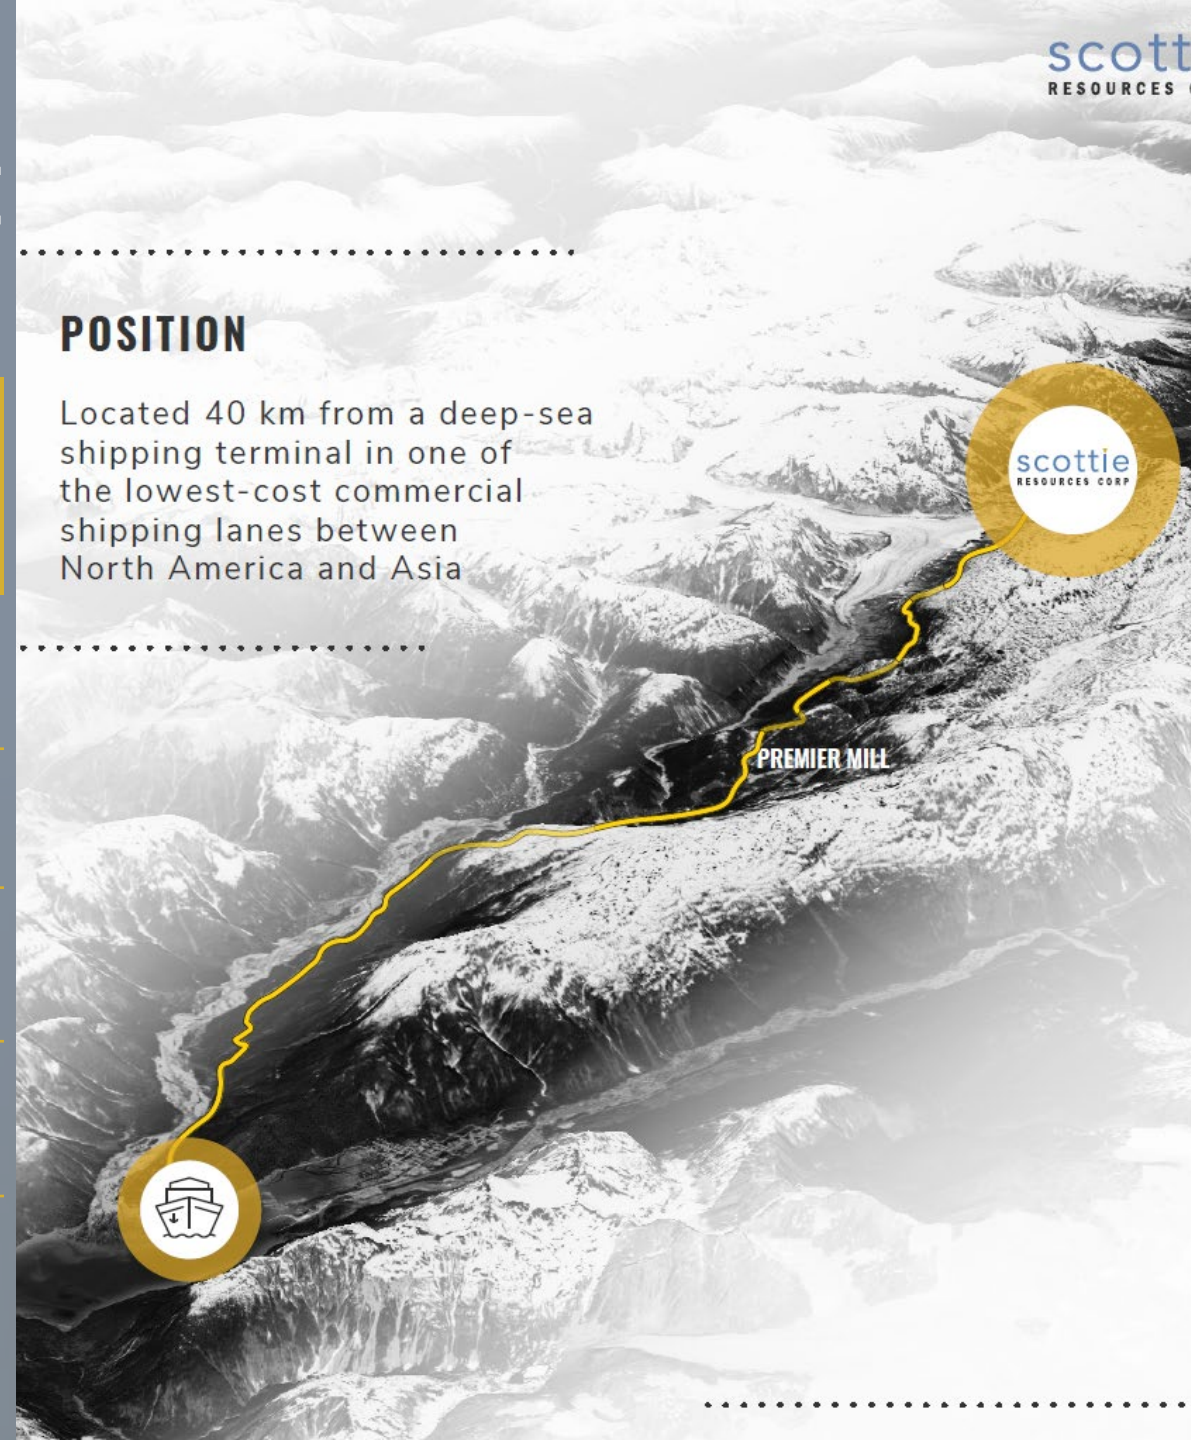 scott
RESOURCES
POSITION
Located 40 km from a deep-sea
shipping terminal in one of
the lowest-cost commercial
shipping lanes between
North America and Asia
scottie
RESOURCES CORP
PREMIER MILL